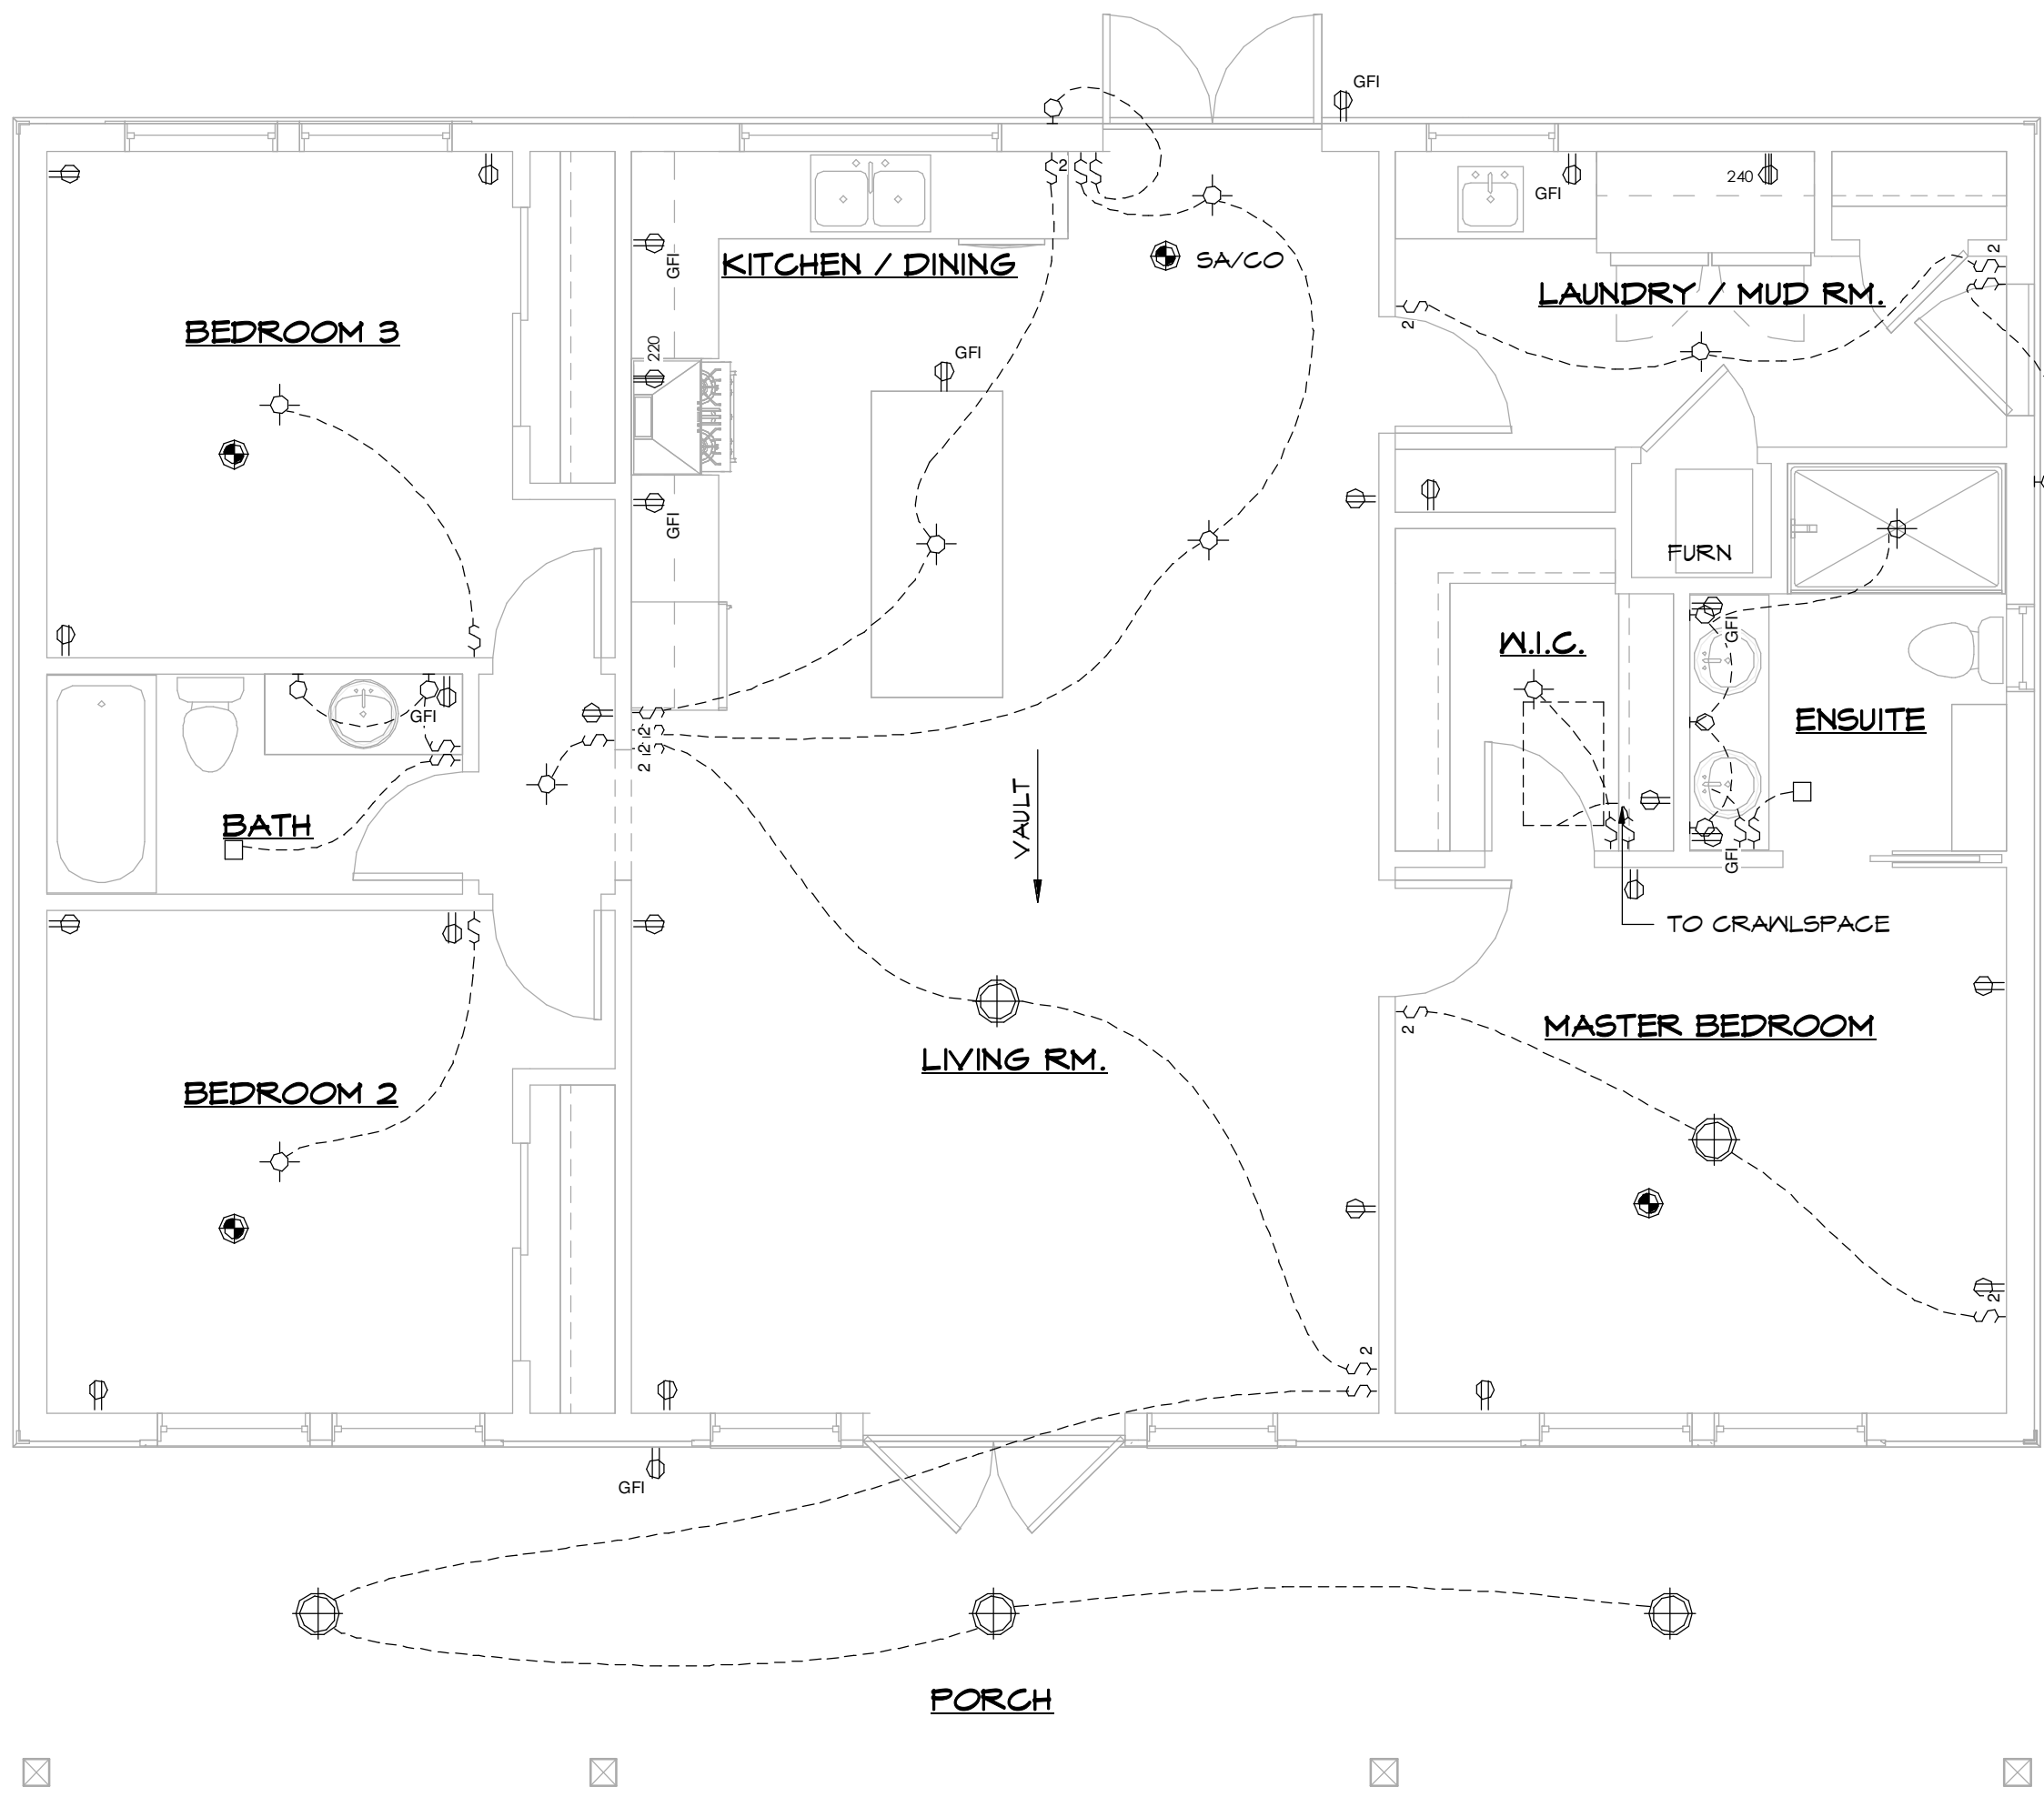 GFI
2
GFI
240
2
GFI
KITCHEN / DINING
SA/CO
LAUNDRY / MUD RM.
2
BEDROOM 3
220
GFI
GFI
FURN
GFI
W.I.C.
GFI
ENSUITE
2
2
2
VAULT
BATH
GFI
TO CRAWLSPACE
2
MASTER BEDROOM
LIVING RM.
BEDROOM 2
2
2
GFI
PORCH